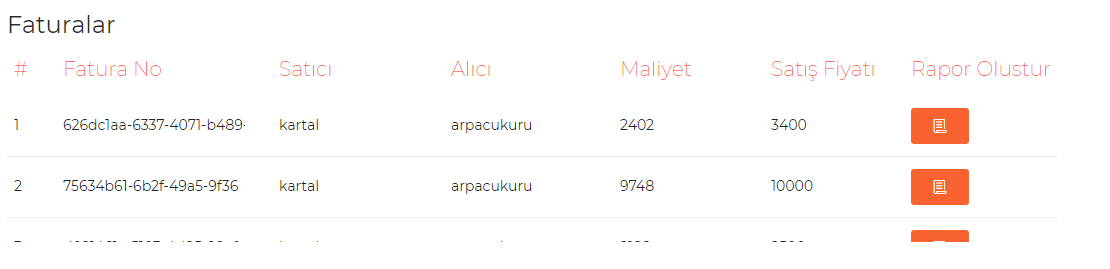 Faturalar
# Fatura No Satıcı Alıcı Maliyet Satış Fiyatı Rapor Olustur
1 626dc1aa-6337-4071-b489- kartal arpacukuru 2402 3400
2 75634b61-6b2f-49a5-9f36 kartal arpacukuru 9748 10000